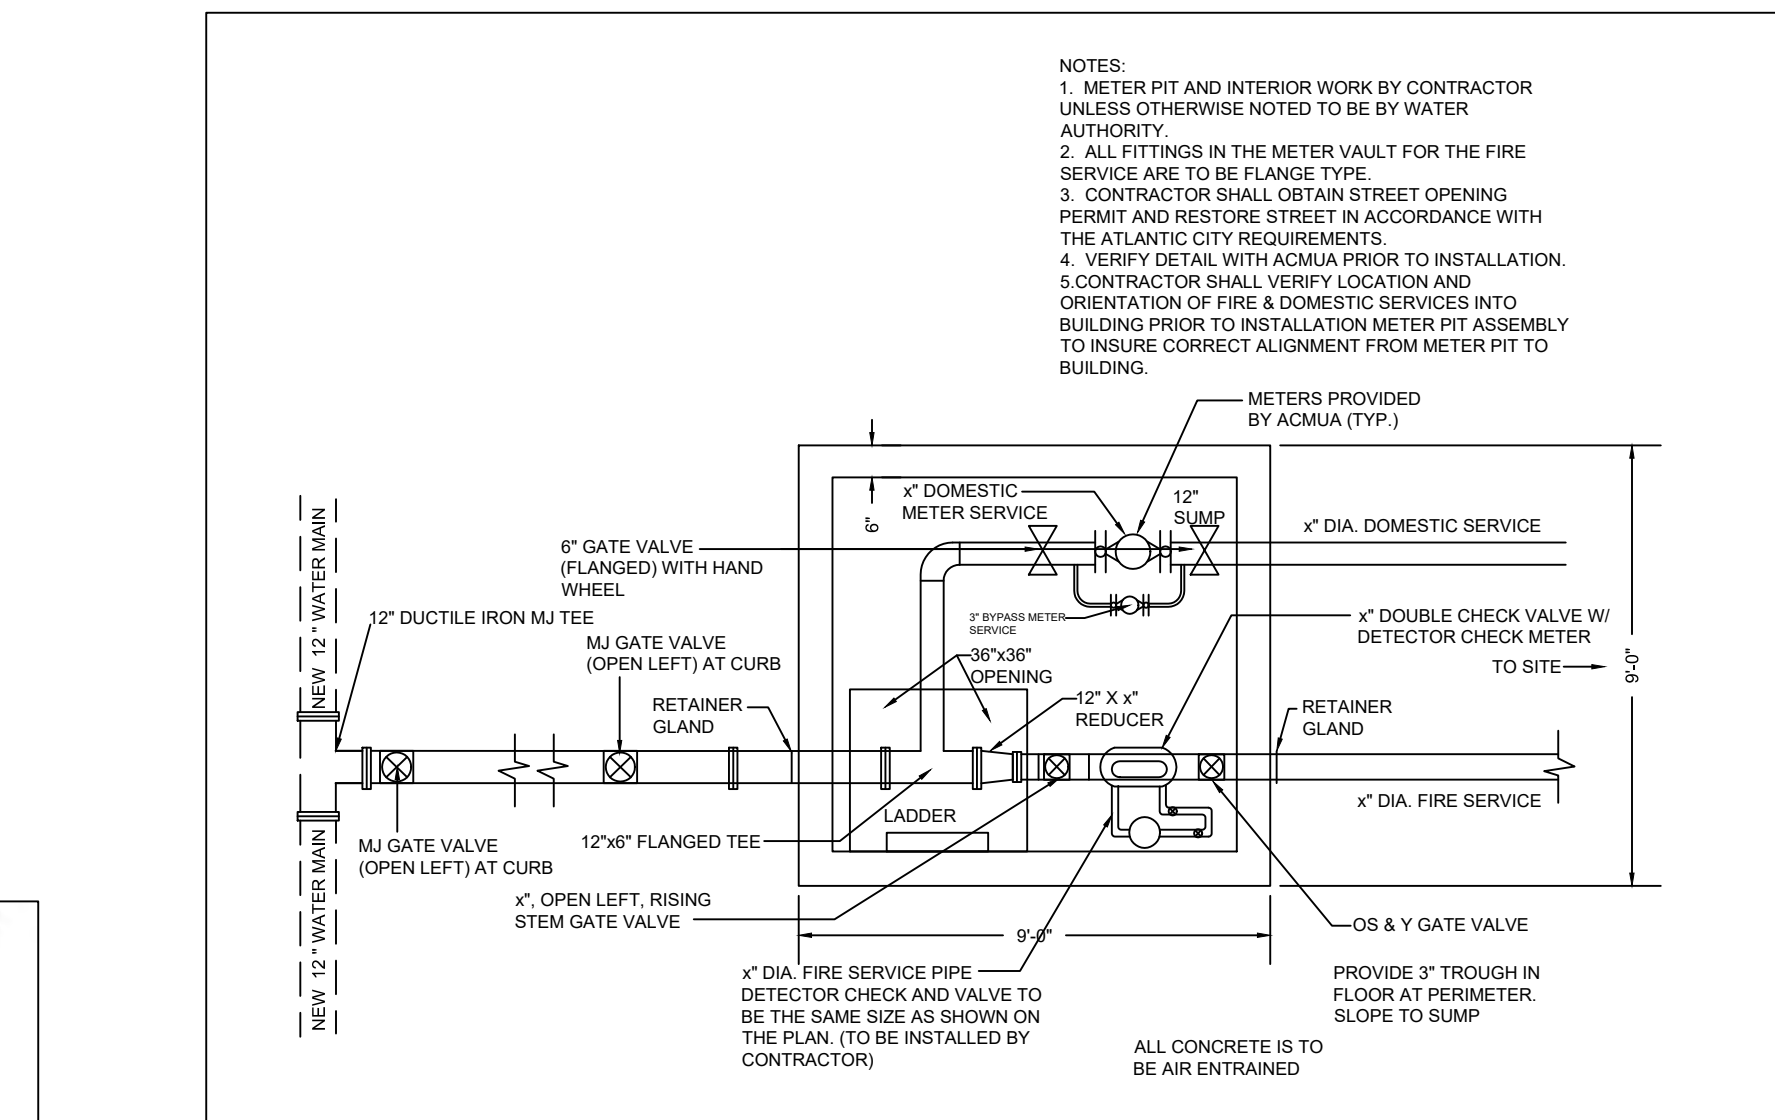 NOTES:
1. METER PIT AND INTERIOR WORK BY CONTRACTOR
UNLESS OTHERWISE NOTED TO BE BY WATER
AUTHORITY.
2. ALL FITTINGS IN THE METER VAULT FOR THE FIRE
SERVICE ARE TO BE FLANGE TYPE.
3. CONTRACTOR SHALL OBTAIN STREET OPENING
PERMIT AND RESTORE STREET IN ACCORDANCE WITH
THE ATLANTIC CITY REQUIREMENTS.
4. VERIFY DETAIL WITH ACMUA PRIOR TO INSTALLATION.
5.CONTRACTOR SHALL VERIFY LOCATION AND
ORIENTATION OF FIRE & DOMESTIC SERVICES INTO
BUILDING PRIOR TO INSTALLATION METER PIT ASSEMBLY
TO INSURE CORRECT ALIGNMENT FROM METER PIT TO
BUILDING.
METERS PROVIDED
BY ACMUA (TYP.)
x" DOMESTIC
METER SERVICE
12"
SUMP
6"
x" DIA. DOMESTIC SERVICE
6" GATE VALVE
(FLANGED) WITH HAND
WHEEL
NEW 12 " WATER MAIN
12" DUCTILE IRON MJ TEE
3" BYPASS METER
SERVICE
x" DOUBLE CHECK VALVE W/
DETECTOR CHECK METER
MJ GATE VALVE
(OPEN LEFT) AT CURB
36"x36"
OPENING
TO SITE
9'-0"
RETAINER
GLAND
12" X x"
REDUCER
RETAINER
GLAND
x" DIA. FIRE SERVICE
LADDER
12"x6" FLANGED TEE
MJ GATE VALVE
(OPEN LEFT) AT CURB
NEW 12 " WATER MAIN
x", OPEN LEFT, RISING
STEM GATE VALVE
OS & Y GATE VALVE
9'-0"
x" DIA. FIRE SERVICE PIPE
DETECTOR CHECK AND VALVE TO
BE THE SAME SIZE AS SHOWN ON
THE PLAN. (TO BE INSTALLED BY
CONTRACTOR)
PROVIDE 3" TROUGH IN
FLOOR AT PERIMETER.
SLOPE TO SUMP
ALL CONCRETE IS TO
BE AIR ENTRAINED